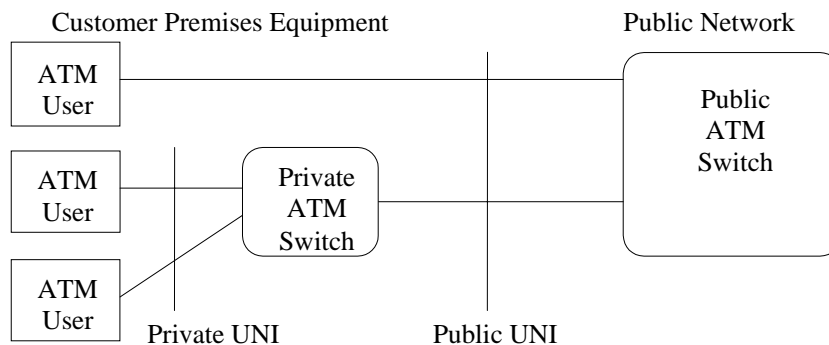 Customer Premises Equipment
Public Network
ATM
User
ATM
User
ATM
User
Private
ATM
Switch
Public
ATM
Switch
Private UNI
Public UNI